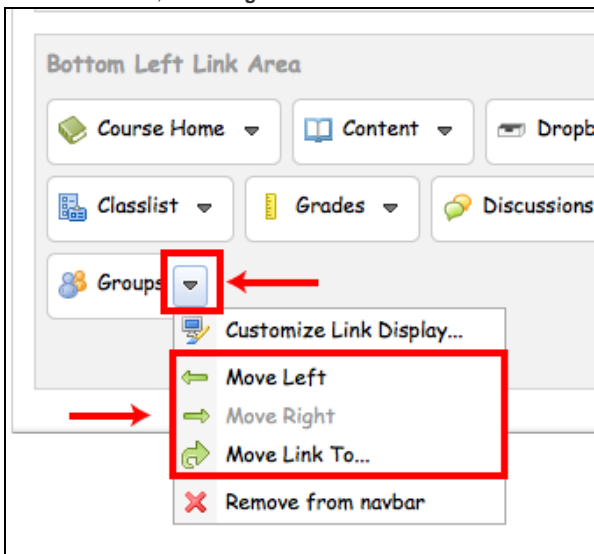 Bottom Left Link Area
Course Home Content Dropb
Classlist Grades Discussions
Groups
Customize Link Display...
Move Left
Move Right
Move Link To...
Remove from navbar